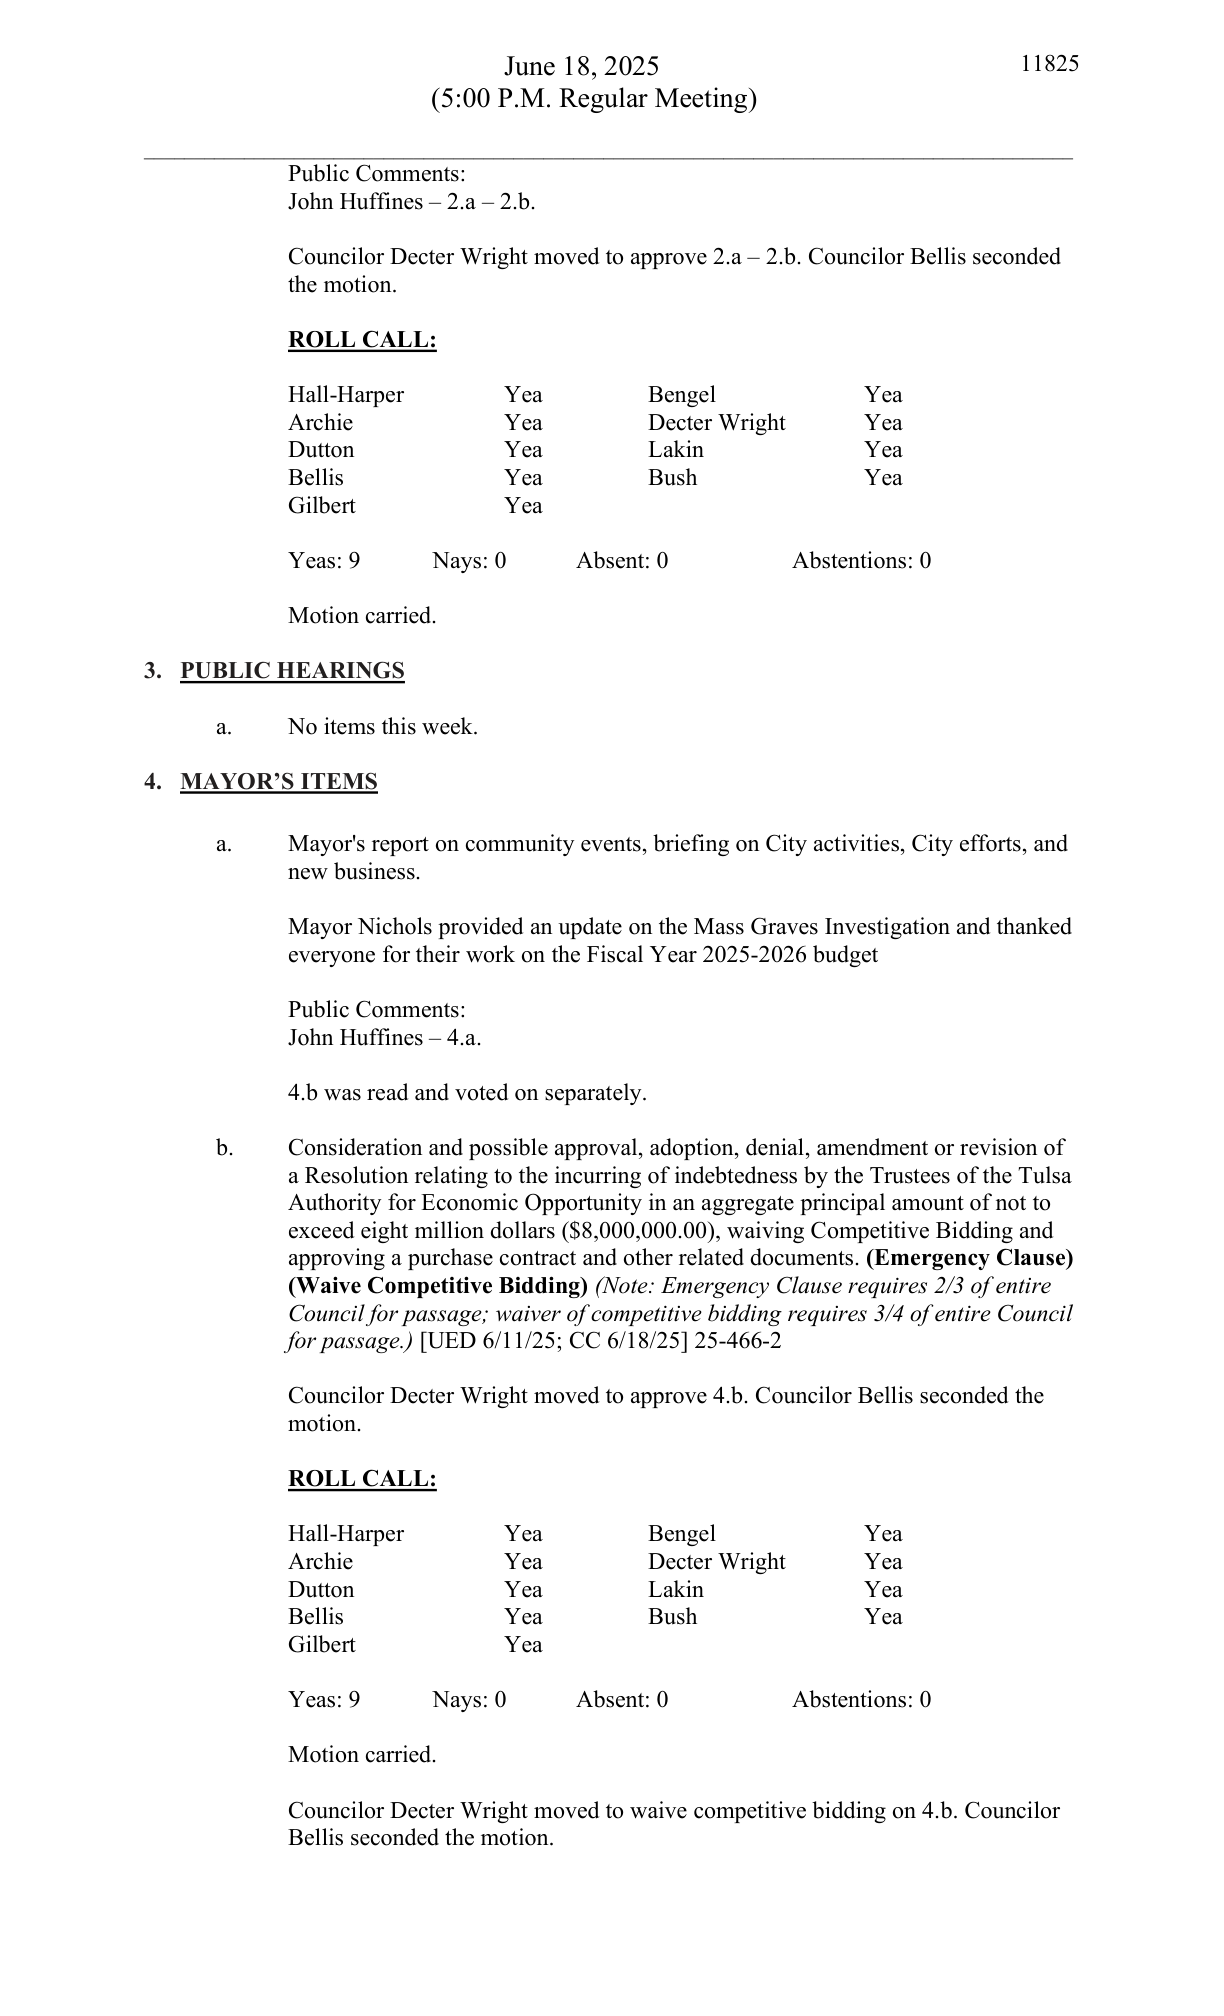 June 18, 2025
11825
(5:00 P.M. Regular Meeting)
Public Comments:
John Huffines – 2.a – 2.b.
Councilor Decter Wright moved to approve 2.a – 2.b. Councilor Bellis seconded
the motion.
ROLL CALL:
Hall-Harper Yea Bengel Yea
Archie Yea Decter Wright Yea
Dutton Yea Lakin Yea
Bellis Yea Bush Yea
Gilbert Yea
Yeas: 9 Nays: 0 Absent: 0 Abstentions: 0
Motion carried.
3. PUBLIC HEARINGS
a. No items this week.
4. MAYOR’S ITEMS
a. Mayor's report on community events, briefing on City activities, City efforts, and
new business.
Mayor Nichols provided an update on the Mass Graves Investigation and thanked
everyone for their work on the Fiscal Year 2025-2026 budget
Public Comments:
John Huffines – 4.a.
4.b was read and voted on separately.
b. Consideration and possible approval, adoption, denial, amendment or revision of
a Resolution relating to the incurring of indebtedness by the Trustees of the Tulsa
Authority for Economic Opportunity in an aggregate principal amount of not to
exceed eight million dollars ($8,000,000.00), waiving Competitive Bidding and
approving a purchase contract and other related documents. (Emergency Clause)
(Waive Competitive Bidding) (Note: Emergency Clause requires 2/3 of entire
Council for passage; waiver of competitive bidding requires 3/4 of entire Council
for passage.) [UED 6/11/25; CC 6/18/25] 25-466-2
Councilor Decter Wright moved to approve 4.b. Councilor Bellis seconded the
motion.
ROLL CALL:
Hall-Harper Yea Bengel Yea
Archie Yea Decter Wright Yea
Dutton Yea Lakin Yea
Bellis Yea Bush Yea
Gilbert Yea
Yeas: 9 Nays: 0 Absent: 0 Abstentions: 0
Motion carried.
Councilor Decter Wright moved to waive competitive bidding on 4.b. Councilor
Bellis seconded the motion.